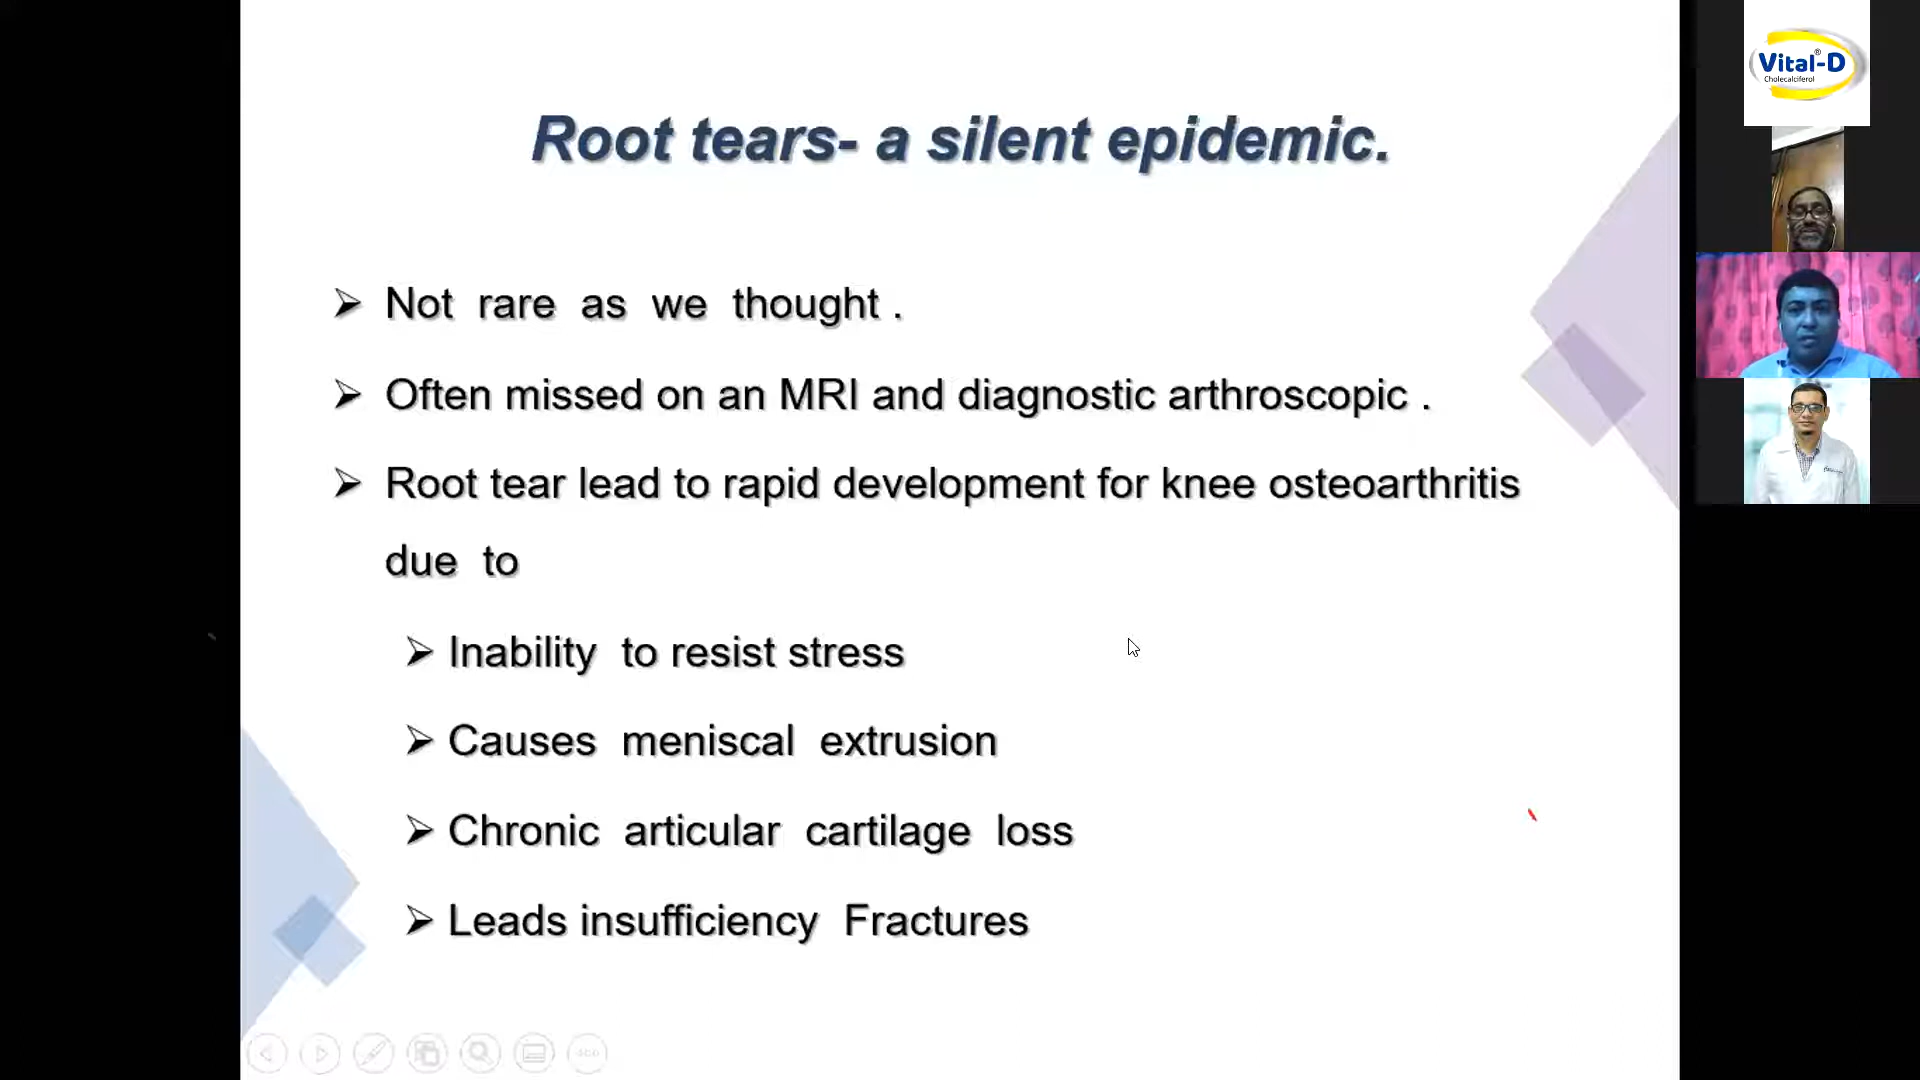 Root tears- a silent epidemic.
Not rare as we thought .
Often missed on an MRI and diagnostic arthroscopic .
Root tear lead to rapid development for knee osteoarthritis
due to
Inability to resist stress
Causes meniscal extrusion
Chronic articular cartilage loss
Leads insufficiency Fractures
Vital-D®
Cholecalciferol